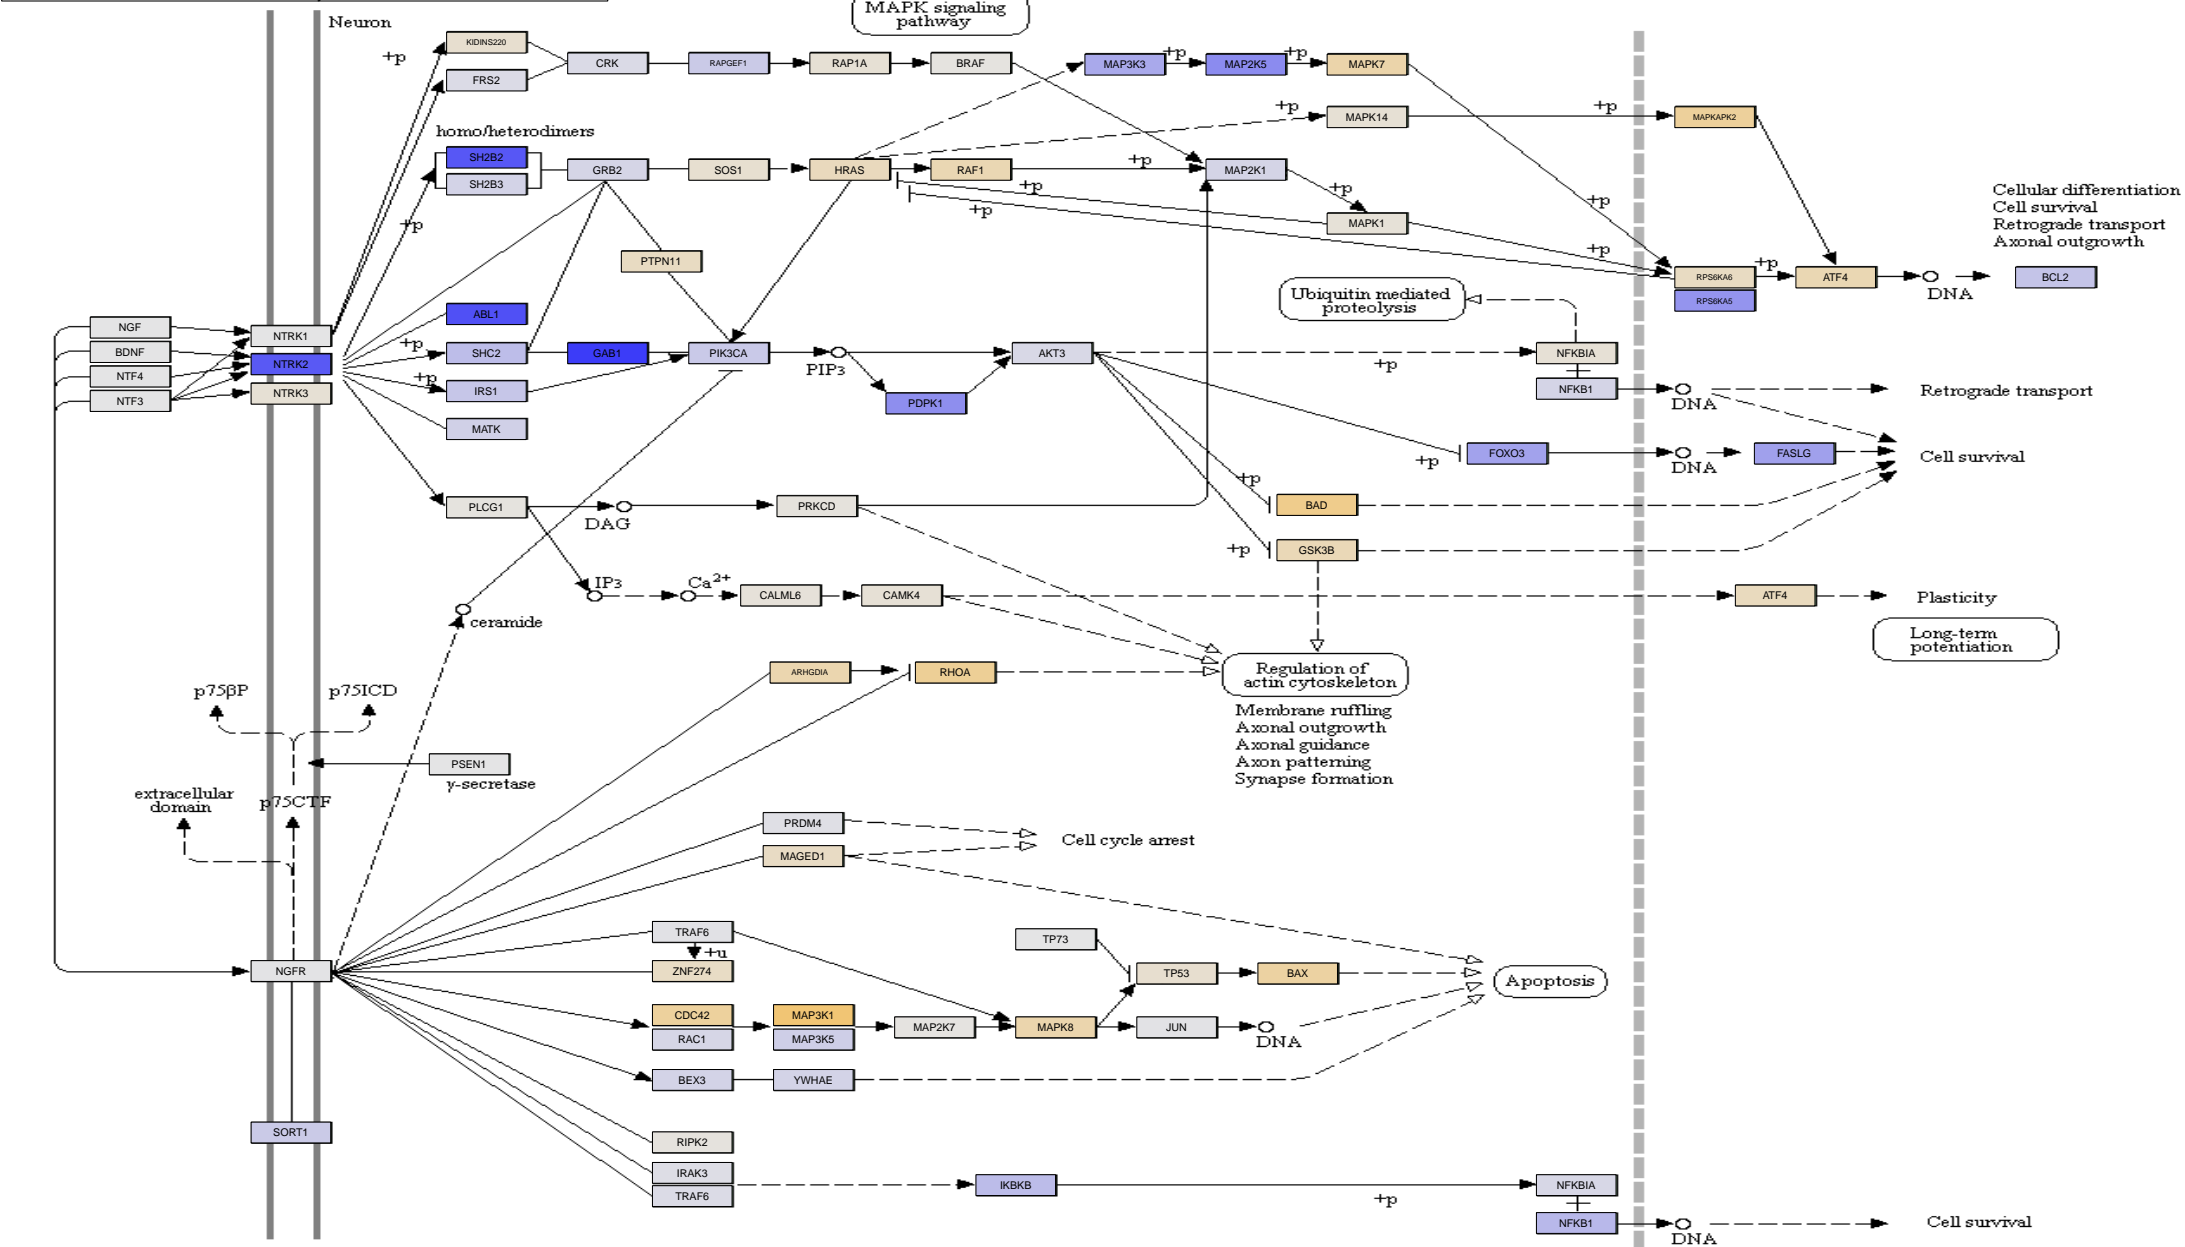 MAPK signaling
pathway
Neuron
+p
KIDINS220
FRS2
CRK
RAPGEF1
RAP1A
BRAF
MAP3K3
+p
MAP2K5
+p
MAPK7
+p
MAPK14
+p
MAPKAPK2
homo/heterodimers
SH2B2
SH2B3
GRB2
SOS1
HRAS
RAF1
+p
MAP2K1
+p
+p
+p
MAPK1
+p
+p
+p
Cellular differentiation
Cell survival
Retrograde transport
Axonal outgrowth
PTPN11
RPS6KA6
RPS6KA5
+p
ATF4
DNA
BCL2
Ubiquitin mediated
proteolysis
ABL1
NGF
BDNF
NTF4
NTF3
NTRK1
NTRK2
NTRK3
+p
SHC2
GAB1
PIK3CA
PIP3
AKT3
+p
NFKBIA
NFKB1
DNA
Retrograde transport
+p
IRS1
PDPK1
MATK
+p
FOXO3
DNA
FASLG
Cell survival
PLCG1
DAG
PRKCD
+p
BAD
+p
GSK3B
IP3
Ca2+
CALML6
CAMK4
ATF4
Plasticity
ceramide
Long-term
potentiation
ARHGDIA
RHOA
Regulation of
actin cytoskeleton
Membrane ruffling
Axonal outgrowth
Axonal guidance
Axon patterning
Synapse formation
p75βP
p75ICD
PSEN1
γ-secretase
extracellular
domain
p75CTF
PRDM4
MAGED1
Cell cycle arrest
TRAF6
+u
ZNF274
TP73
TP53
BAX
Apoptosis
NGFR
CDC42
RAC1
MAP3K1
MAP3K5
MAP2K7
MAPK8
JUN
DNA
BEX3
YWHAE
SORT1
RIPK2
IRAK3
TRAF6
IKBKB
+p
NFKBIA
NFKB1
DNA
Cell survival